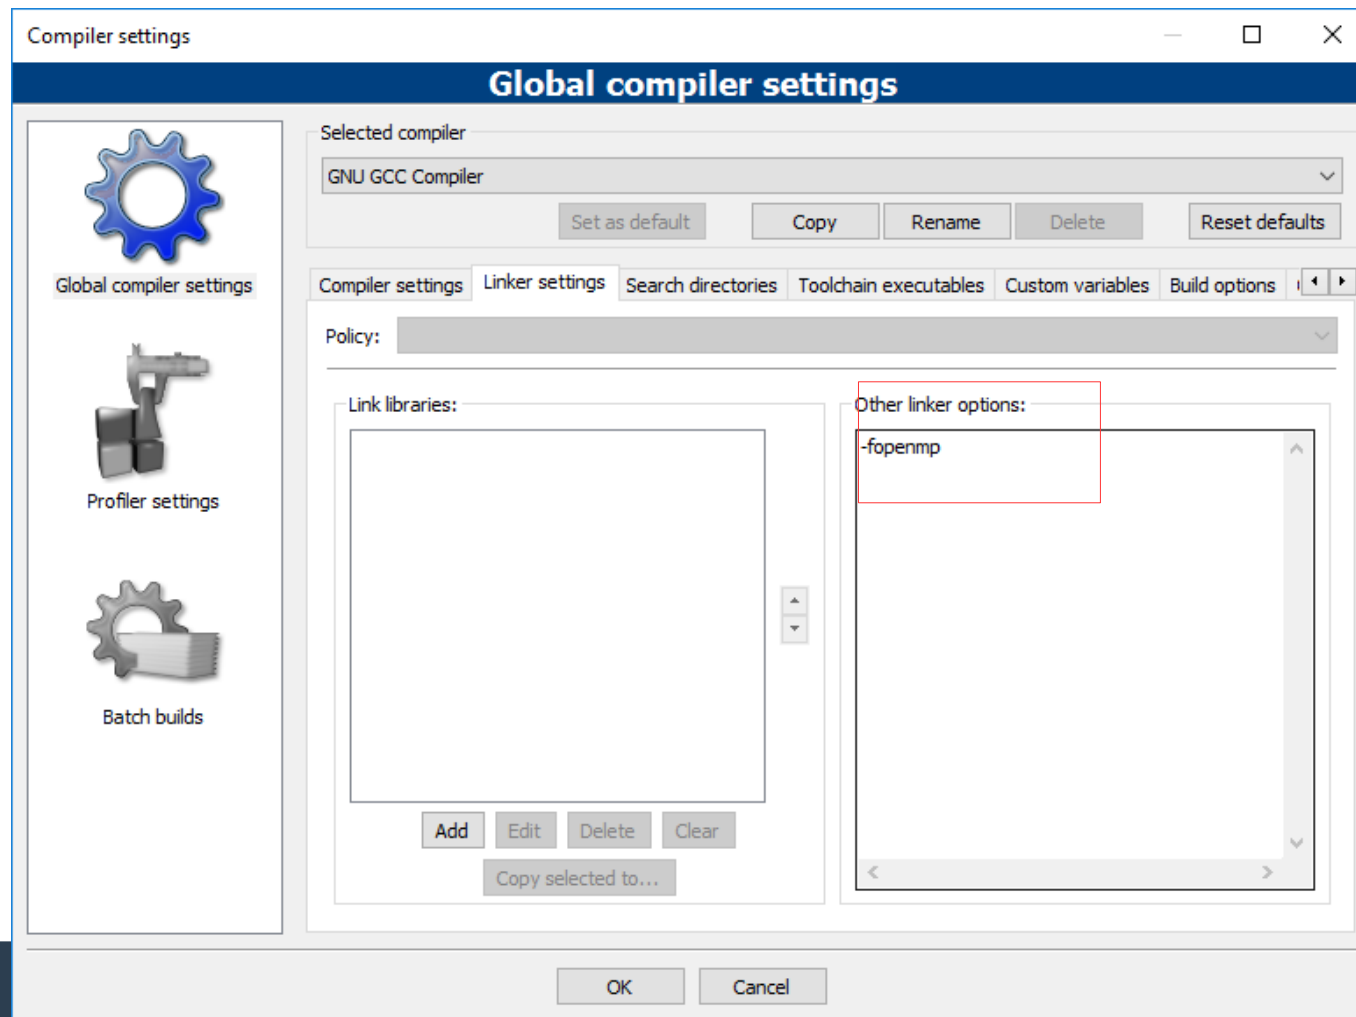 Compiler settings
Global compiler settings
Global compiler settings
Profiler settings
Batch builds
Selected compiler
GNU GCC Compiler
Set as default Copy Rename Delete Reset defaults
Compiler settings Linker settings Search directories Toolchain executables Custom variables Build options
Policy:
Link libraries:
Add Edit Delete Clear
Copy selected to...
Other linker options:
-fopenmp
OK Cancel